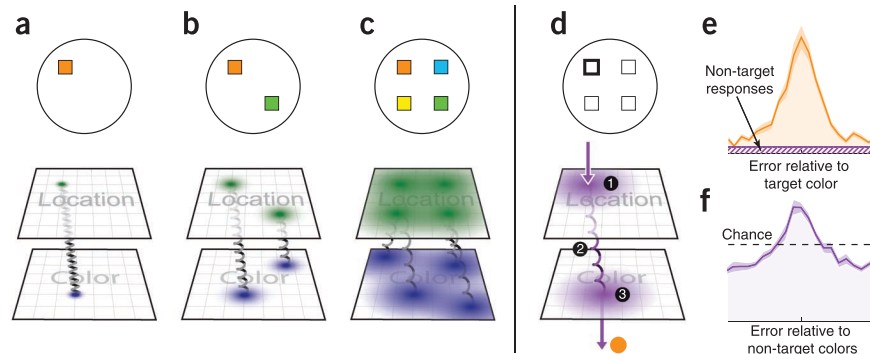 a
b
c
d
e
f
Location
Color
Location
Color
Location
Color
Location
1
2
Color
3
Non-target
responses
Error relative to
target color
Chance
Error relative to
non-target colors